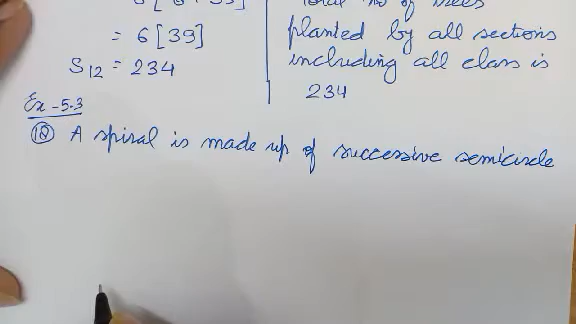 = 6[39]
S12 = 234
planted by all sections
including all class is
234
Ex - 5.3
18 A spiral is made up of successive semicircle